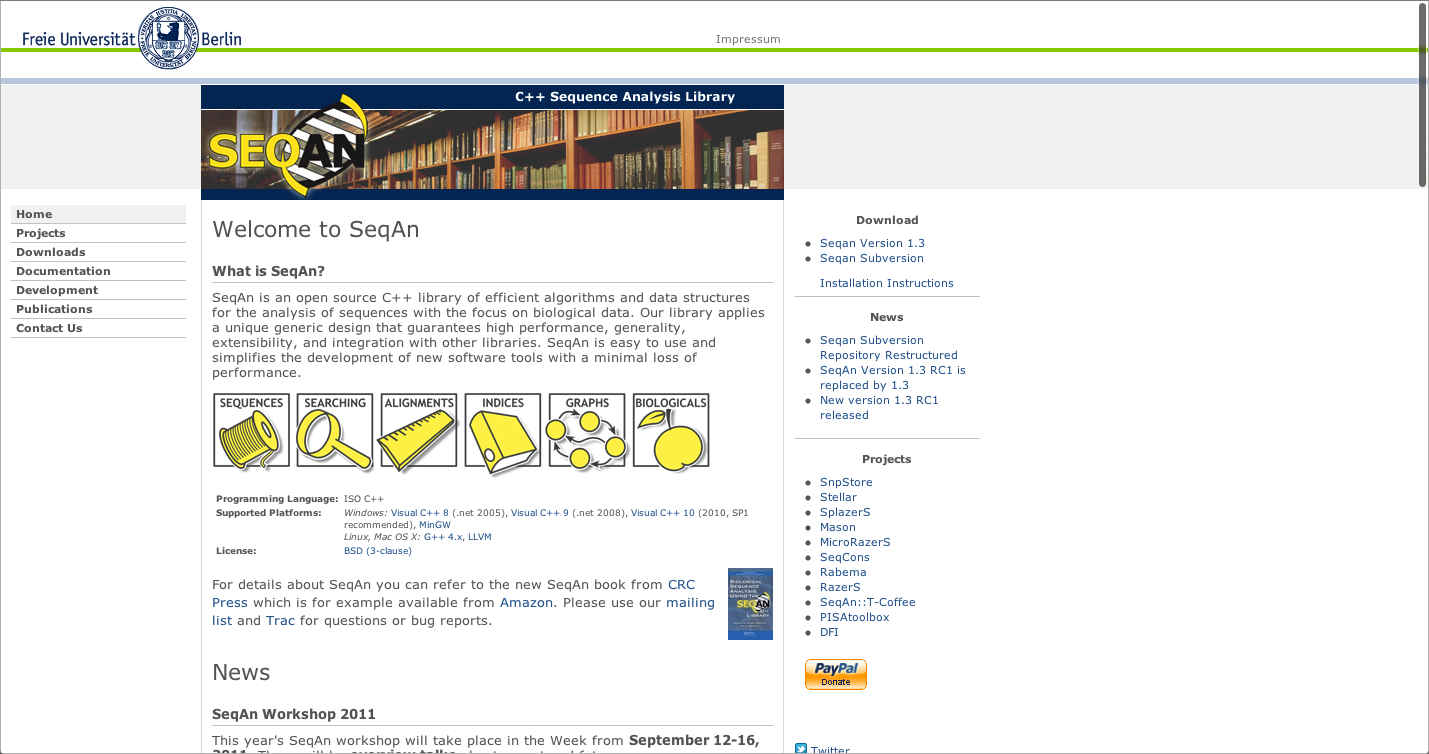 Freie Universität Berlin
Impressum
C++ Sequence Analysis Library
SEQAN
Home
Projects
Downloads
Documentation
Development
Publications
Contact Us
Welcome to SeqAn
What is SeqAn?
SeqAn is an open source C++ library of efficient algorithms and data structures
for the analysis of sequences with the focus on biological data. Our library applies
a unique generic design that guarantees high performance, generality,
extensibility, and integration with other libraries. SeqAn is easy to use and
simplifies the development of new software tools with a minimal loss of
performance.
SEQUENCES SEARCHING ALIGNMENTS INDICES GRAPHS BIOLOGICALS
Programming Language: ISO C++
Supported Platforms: Windows: Visual C++ 8 (.net 2005), Visual C++ 9 (.net 2008), Visual C++ 10 (2010, SP1
recommended), MinGW
Linux, Mac OS X: G++ 4.x, LLVM
License: BSD (3-clause)
For details about SeqAn you can refer to the new SeqAn book from CRC
Press which is for example available from Amazon. Please use our mailing
list and Trac for questions or bug reports.
BIOLOGICAL
SEQUENCE
ANALYSIS
USING THE
SEQAN
C++
LIBRARY
News
SeqAn Workshop 2011
This year's SeqAn workshop will take place in the Week from September 12-16,
Download
Seqan Version 1.3
Seqan Subversion
Installation Instructions
News
Seqan Subversion
Repository Restructured
SeqAn Version 1.3 RC1 is
replaced by 1.3
New version 1.3 RC1
released
Projects
SnpStore
Stellar
SplazerS
Mason
MicroRazerS
SeqCons
Rabema
RazerS
SeqAn::T-Coffee
PISAtoolbox
DFI
PayPal
Donate
Twitter